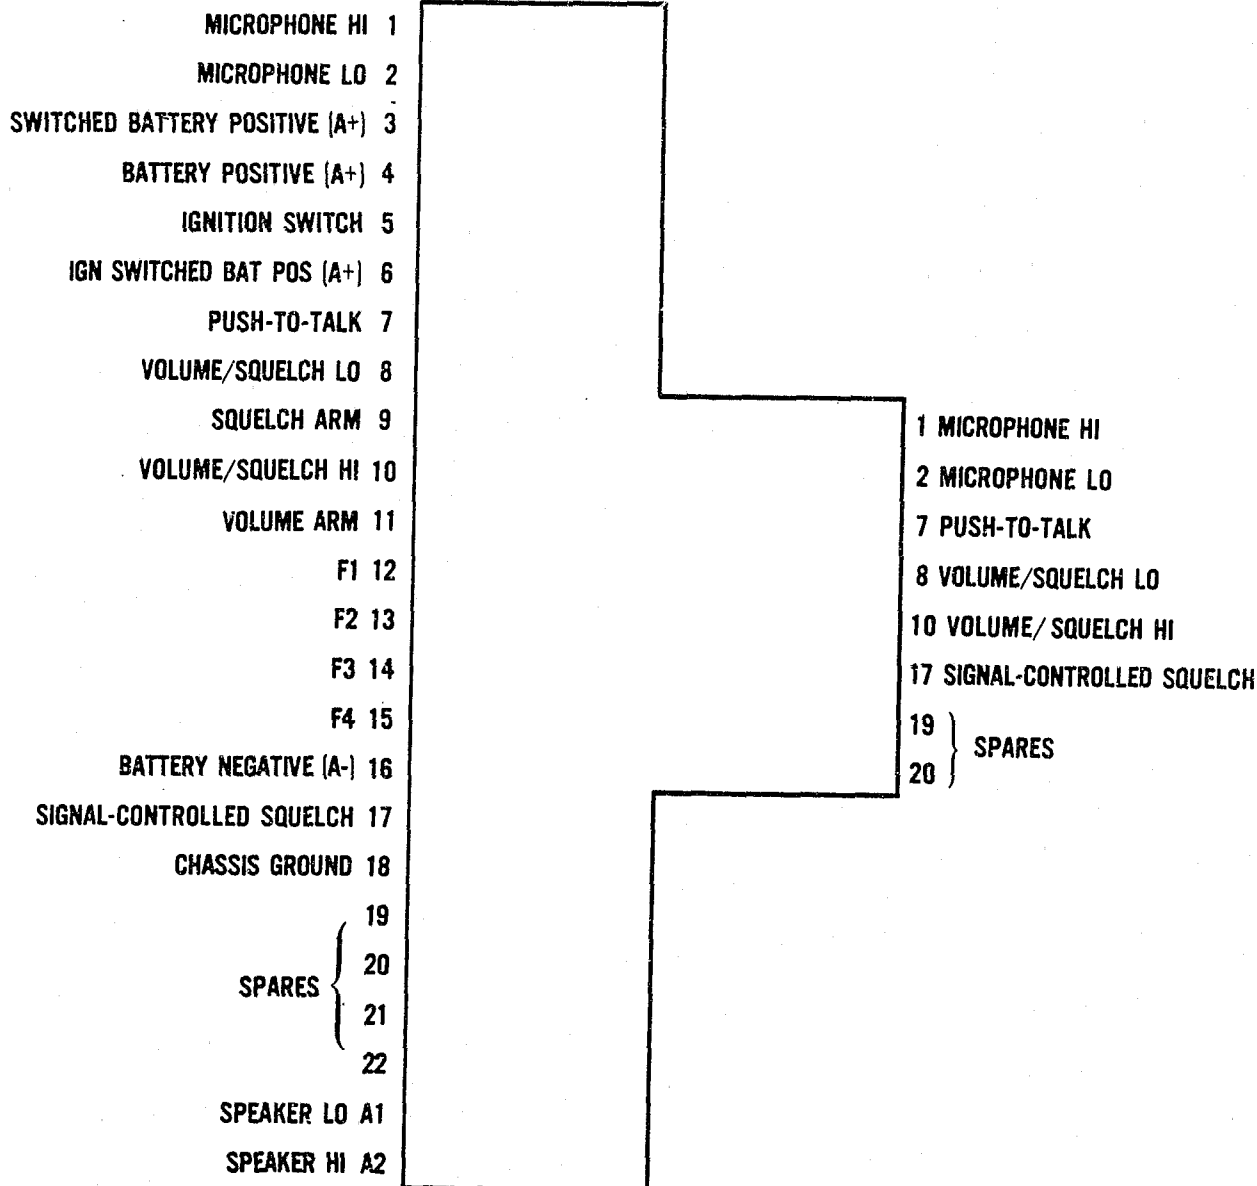 MICROPHONE HI 1
MICROPHONE LO 2
SWITCHED BATTERY POSITIVE (A+) 3
BATTERY POSITIVE (A+) 4
IGNITION SWITCH 5
IGN SWITCHED BAT POS (A+) 6
PUSH-TO-TALK 7
VOLUME/SQUELCH LO 8
SQUELCH ARM 9
VOLUME/SQUELCH HI 10
VOLUME ARM 11
F1 12
F2 13
F3 14
F4 15
BATTERY NEGATIVE (A-) 16
SIGNAL-CONTROLLED SQUELCH 17
CHASSIS GROUND 18
19
20
SPARES
21
22
SPEAKER LO A1
SPEAKER HI A2
1 MICROPHONE HI
2 MICROPHONE LO
7 PUSH-TO-TALK
8 VOLUME/SQUELCH LO
10 VOLUME/ SQUELCH HI
17 SIGNAL-CONTROLLED SQUELCH
19
SPARES
20